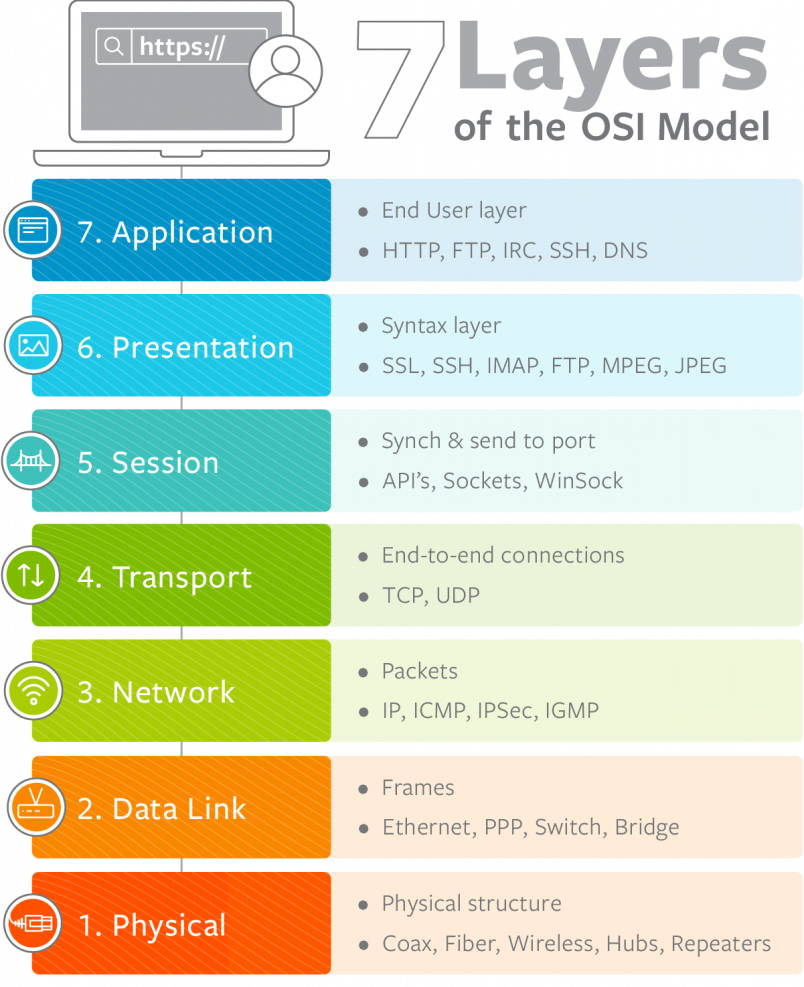 https://
7 Layers
of the OSI Model
7. Application
• End User layer
• HTTP, FTP, IRC, SSH, DNS
6. Presentation
• Syntax layer
• SSL, SSH, IMAP, FTP, MPEG, JPEG
5. Session
• Synch & send to port
• API's, Sockets, WinSock
4. Transport
• End-to-end connections
• TCP, UDP
3. Network
• Packets
• IP, ICMP, IPSec, IGMP
2. Data Link
• Frames
• Ethernet, PPP, Switch, Bridge
1. Physical
• Physical structure
• Coax, Fiber, Wireless, Hubs, Repeaters